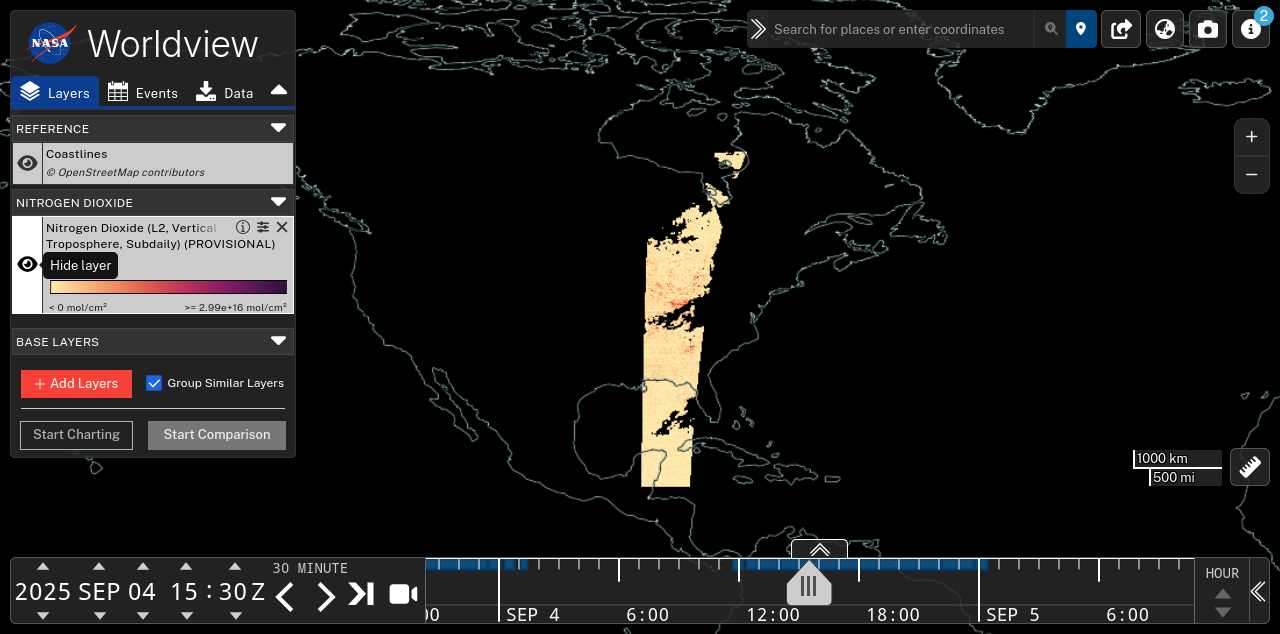 NASA
Worldview
Layers
Events
Data
REFERENCE
Coastlines
© OpenStreetMap contributors
NITROGEN DIOXIDE
Nitrogen Dioxide (L2, Vertical
Troposphere, Subdaily) (PROVISIONAL)
Hide layer
< 0 mol/cm²
>= 2.99e+16 mol/cm²
BASE LAYERS
+ Add Layers
Group Similar Layers
Start Charting
Start Comparison
Search for places or enter coordinates
2
+
−
1000 km
500 mi
2025 SEP 04 15 : 30 Z
30 MINUTE
00
SEP 4
6:00
12:00
18:00
SEP 5
6:00
HOUR